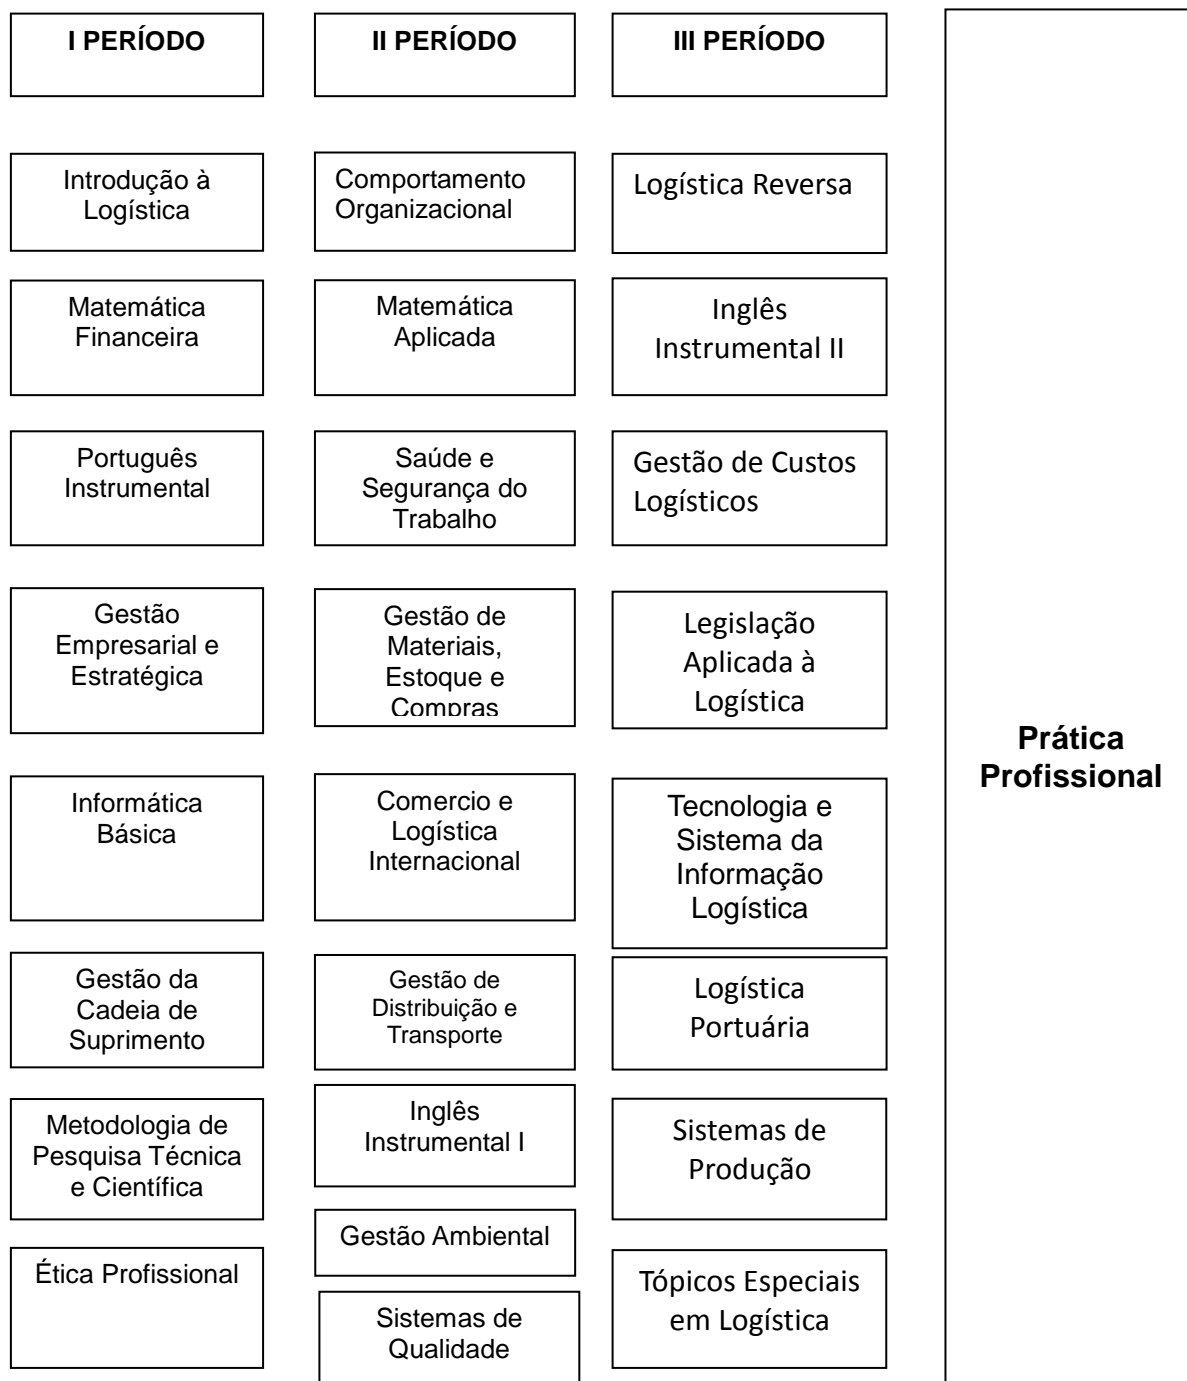 I PERÍODO
II PERÍODO
III PERÍODO
Introdução à
Logística
Comportamento
Organizacional
Logística Reversa
Matemática
Financeira
Matemática
Aplicada
Inglês
Instrumental II
Português
Instrumental
Saúde e
Segurança do
Trabalho
Gestão de Custos
Logísticos
Gestão
Empresarial e
Estratégica
Gestão de
Materiais,
Estoque e
Compras
Legislação
Aplicada à
Logística
Prática
Profissional
Informática
Básica
Comercio e
Logística
Internacional
Tecnologia e
Sistema da
Informação
Logística
Gestão da
Cadeia de
Suprimento
Gestão de
Distribuição e
Transporte
Logística
Portuária
Metodologia de
Pesquisa Técnica
e Científica
Inglês
Instrumental I
Sistemas de
Produção
Gestão Ambiental
Ética Profissional
Sistemas de
Qualidade
Tópicos Especiais
em Logística